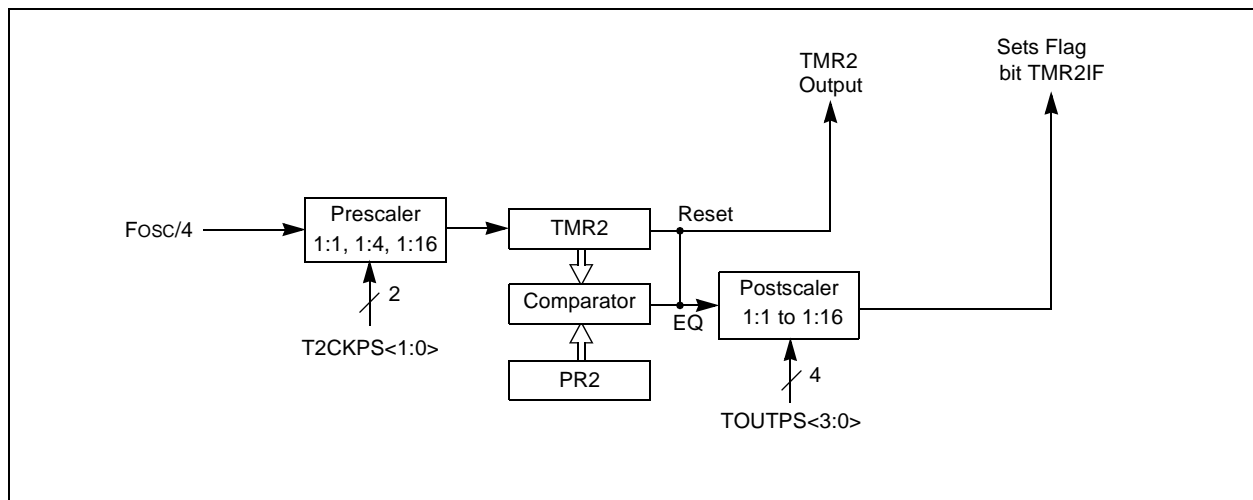 TMR2
Output
Sets Flag
bit TMR2IF
FOSC/4
Prescaler
1:1, 1:4, 1:16
2
T2CKPS<1:0>
TMR2
Reset
Comparator
EQ
PR2
Postscaler
1:1 to 1:16
4
TOUTPS<3:0>